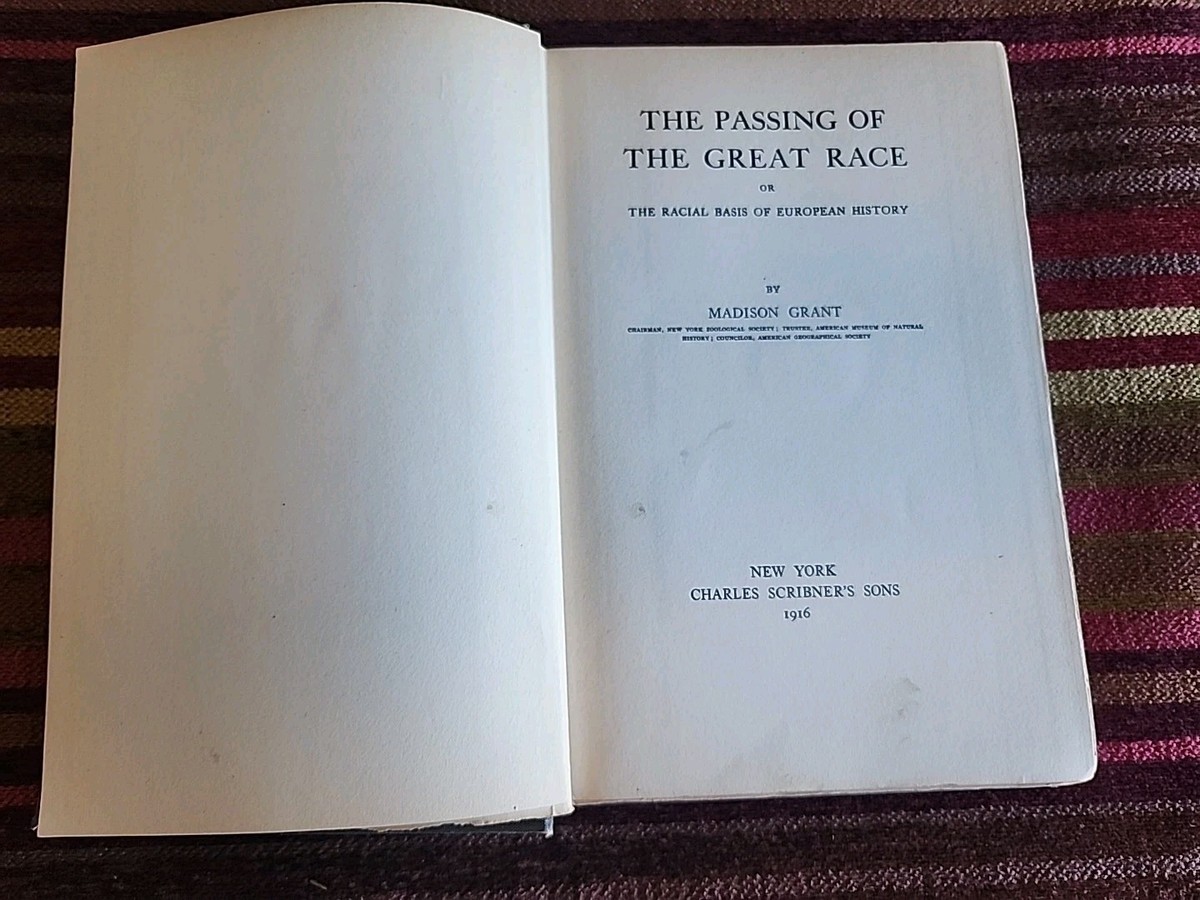 THE PASSING OF
THE GREAT RACE
OR
THE RACIAL BASIS OF EUROPEAN HISTORY
BY
MADISON GRANT
CHAIRMAN, NEW YORK ZOOLOGICAL SOCIETY; TRUSTEE, AMERICAN MUSEUM OF NATURAL
HISTORY; COUNCILOR, AMERICAN GEOGRAPHICAL SOCIETY
NEW YORK
CHARLES SCRIBNER'S SONS
1916